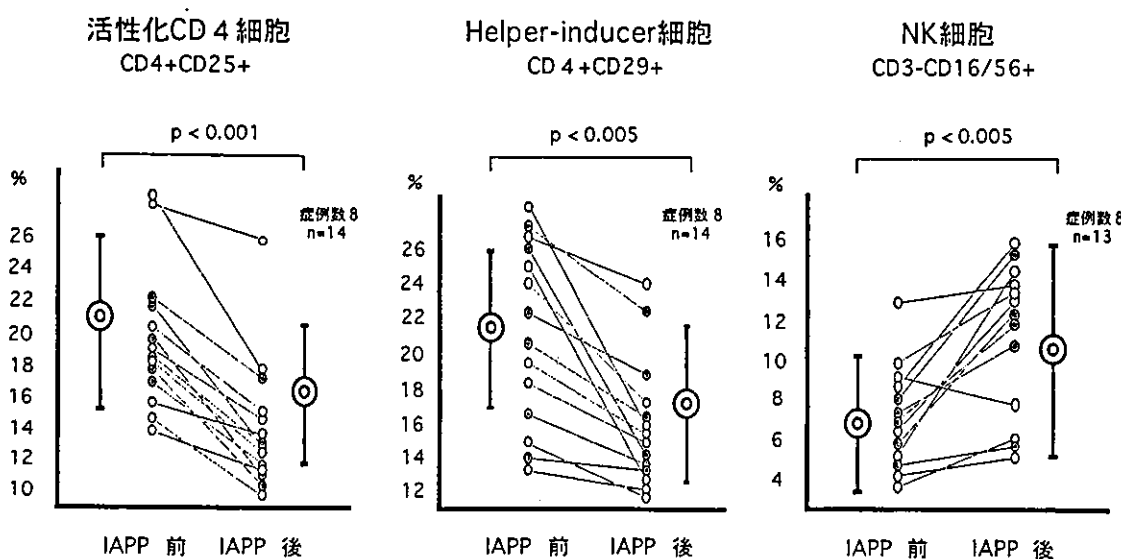 活性化CD4細胞
CD4+CD25+
p < 0.001
%
症例数 8
n=14
26
24
22
20
18
16
14
12
10
IAPP 前
IAPP 後
Helper-inducer細胞
CD4+CD29+
p < 0.005
%
症例数 8
n=14
26
24
22
20
18
16
14
12
IAPP 前
IAPP 後
NK細胞
CD3-CD16/56+
p < 0.005
%
症例数 8
n=13
16
14
12
10
8
6
4
IAPP 前
IAPP 後